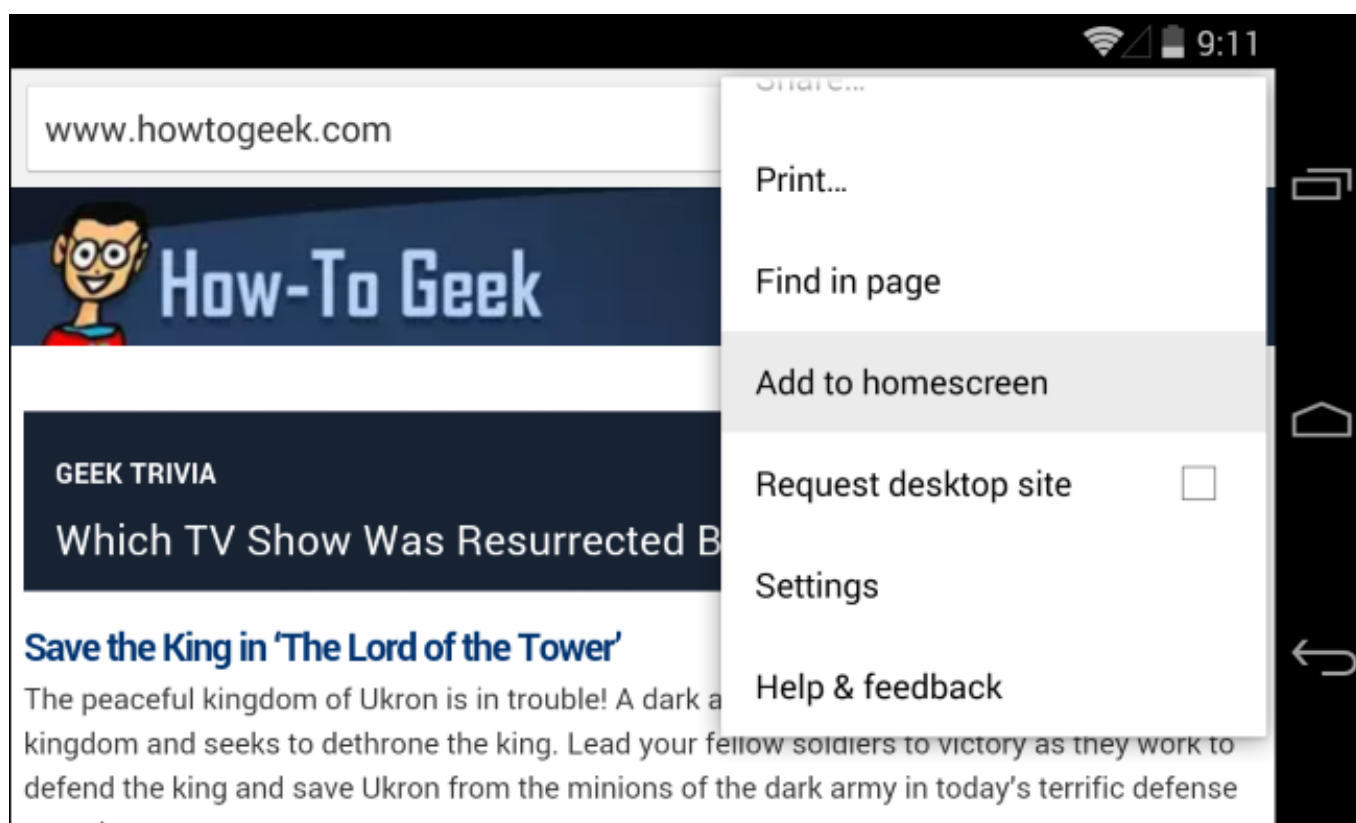 9:11
www.howtogeek.com
Share...
Print...
Find in page
How-To Geek
Add to homescreen
GEEK TRIVIA
Request desktop site
Which TV Show Was Resurrected B
Settings
Save the King in ‘The Lord of the Tower’
Help & feedback
The peaceful kingdom of Ukron is in trouble! A dark a
kingdom and seeks to dethrone the king. Lead your fellow soldiers to victory as they work to
defend the king and save Ukron from the minions of the dark army in today’s terrific defense